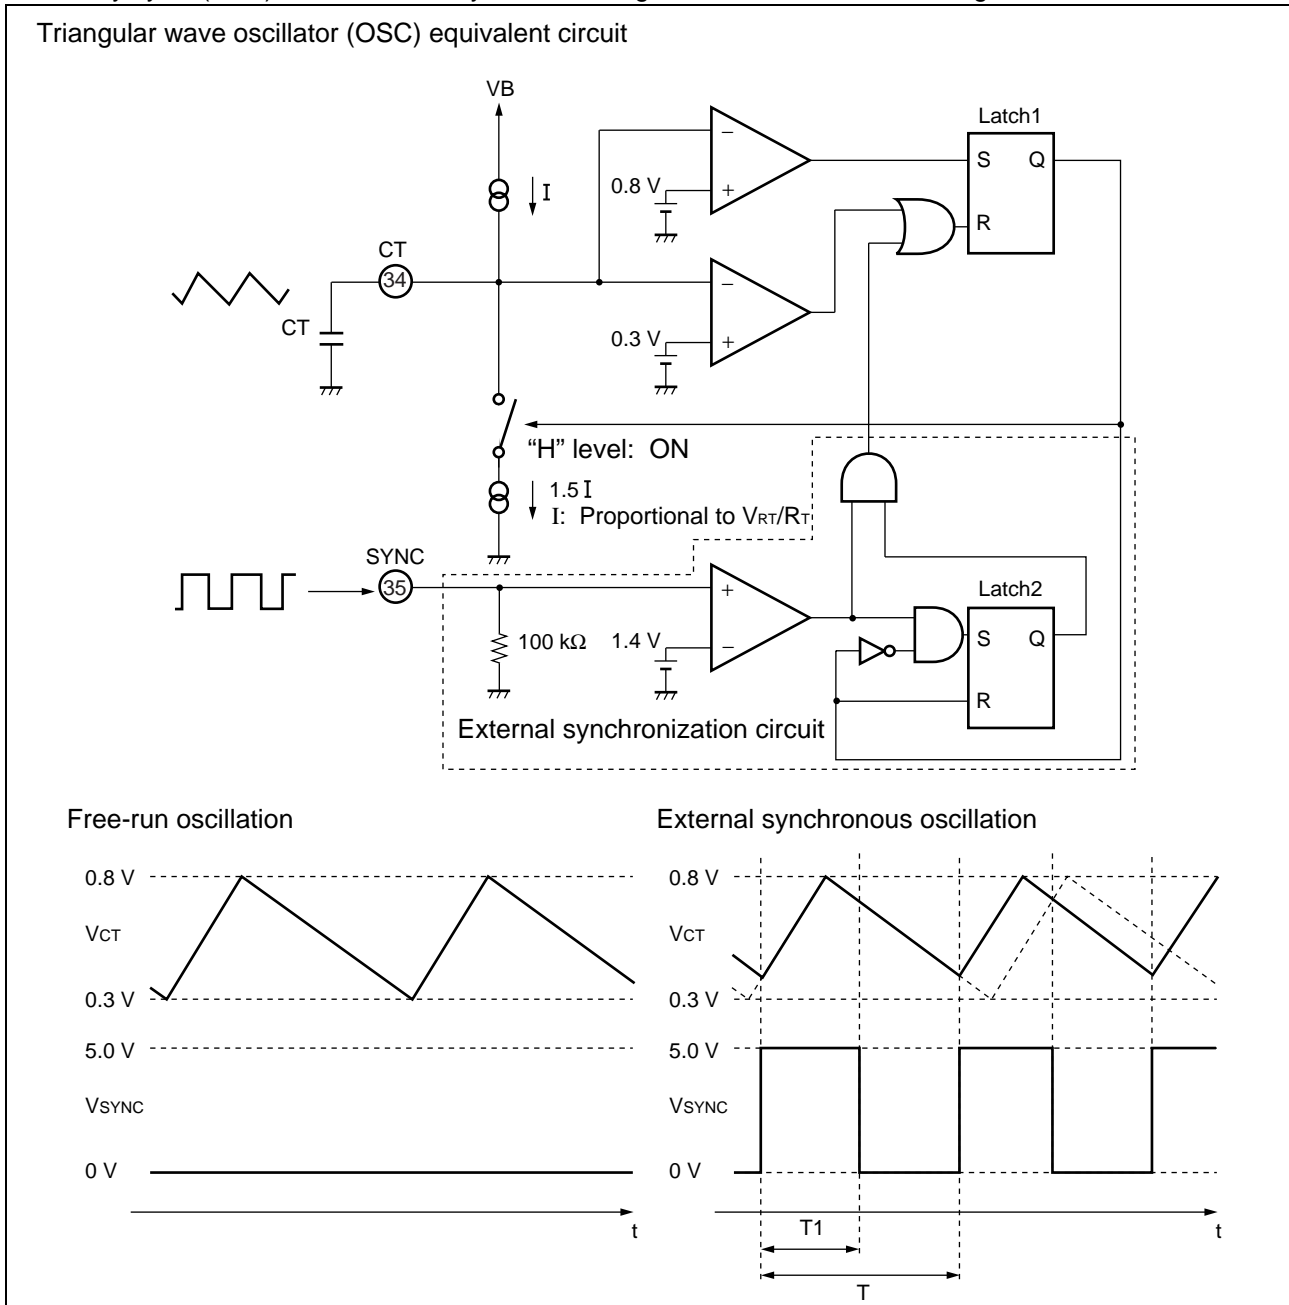 Triangular wave oscillator (OSC) equivalent circuit
VB
Latch1
S Q
0.8 V
I
R
CT
34
CT
0.3 V
"H" level: ON
1.5 I
I: Proportional to VRT/RT
SYNC
35
Latch2
S Q
100 kΩ
1.4 V
R
External synchronization circuit
Free-run oscillation
0.8 V
VCT
0.3 V
5.0 V
VSYNC
0 V
t
External synchronous oscillation
0.8 V
VCT
0.3 V
5.0 V
VSYNC
0 V
T1
t
T